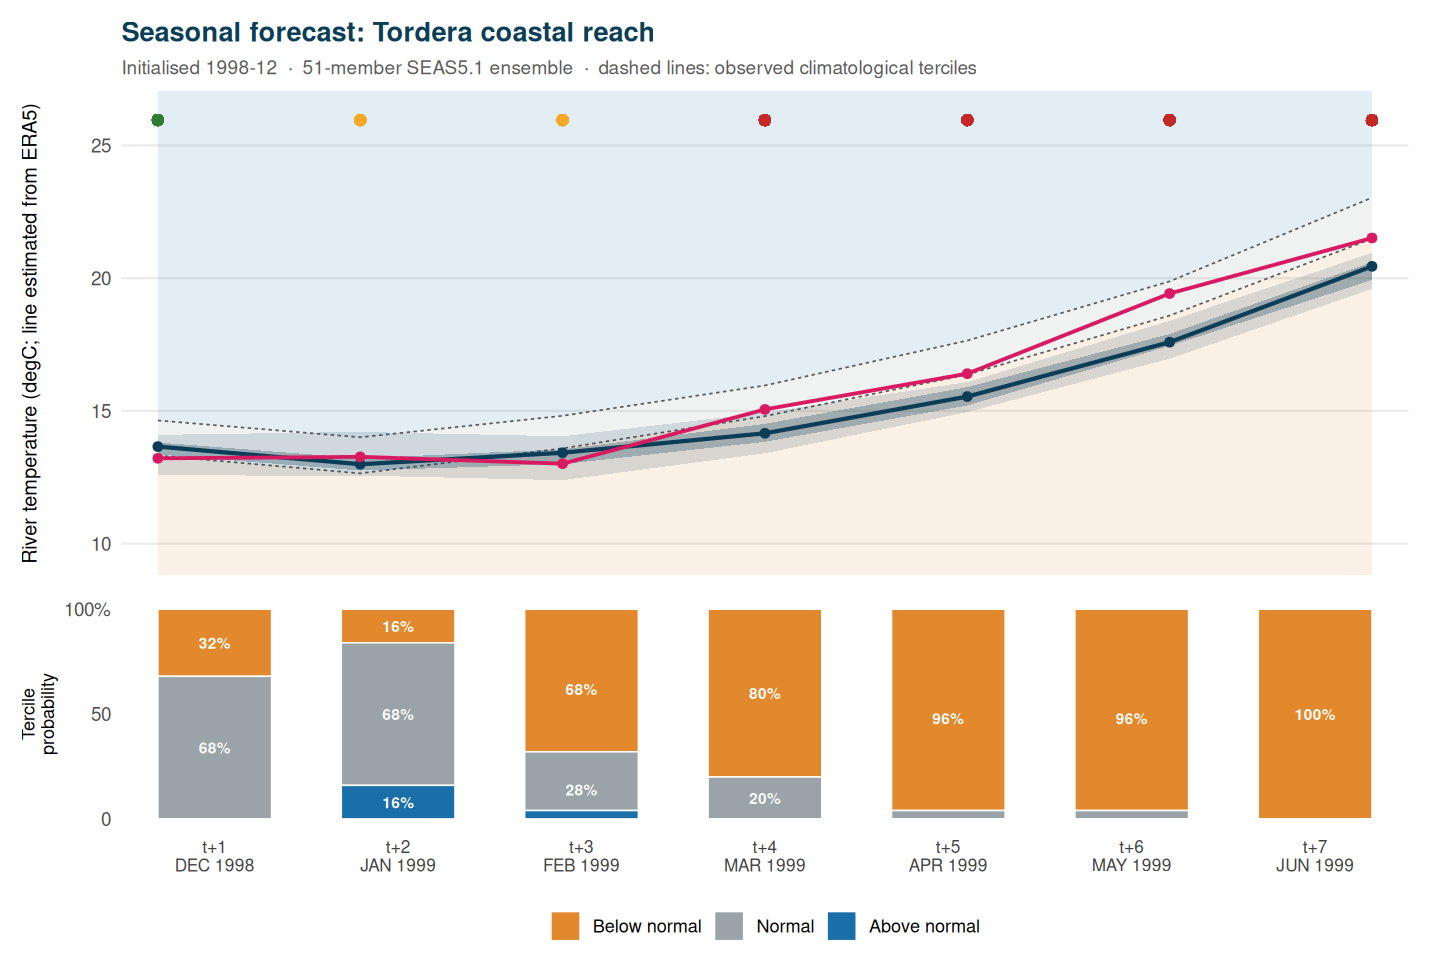 Seasonal forecast: Tordera coastal reach
Initialised 1998-12 · 51-member SEAS5.1 ensemble · dashed lines: observed climatological terciles
River temperature (degC; line estimated from ERA5)
25
20
15
10
Tercile
probability
100%
50
0
32%
68%
16%
68%
16%
68%
28%
80%
20%
96%
96%
100%
t+1
DEC 1998
t+2
JAN 1999
t+3
FEB 1999
t+4
MAR 1999
t+5
APR 1999
t+6
MAY 1999
t+7
JUN 1999
Below normal
Normal
Above normal